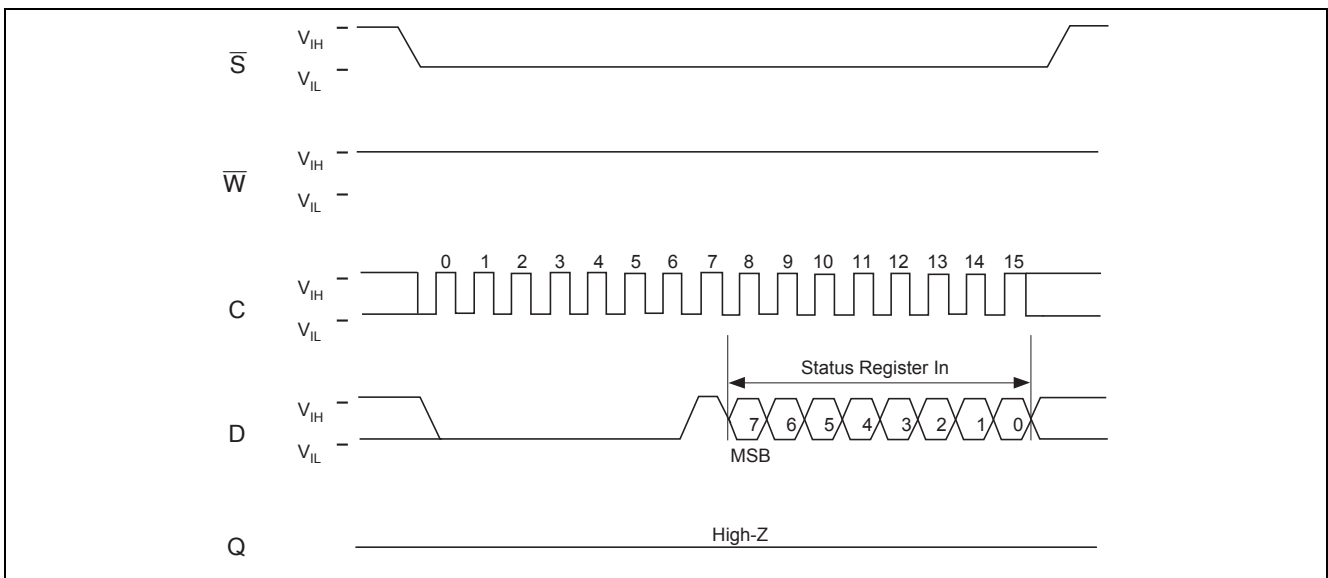 S̅
V_IH
V_IL
W̅
V_IH
V_IL
C
V_IH
V_IL
0 1 2 3 4 5 6 7 8 9 10 11 12 13 14 15
Status Register In
D
V_IH
V_IL
7 6 5 4 3 2 1 0
MSB
Q
High-Z